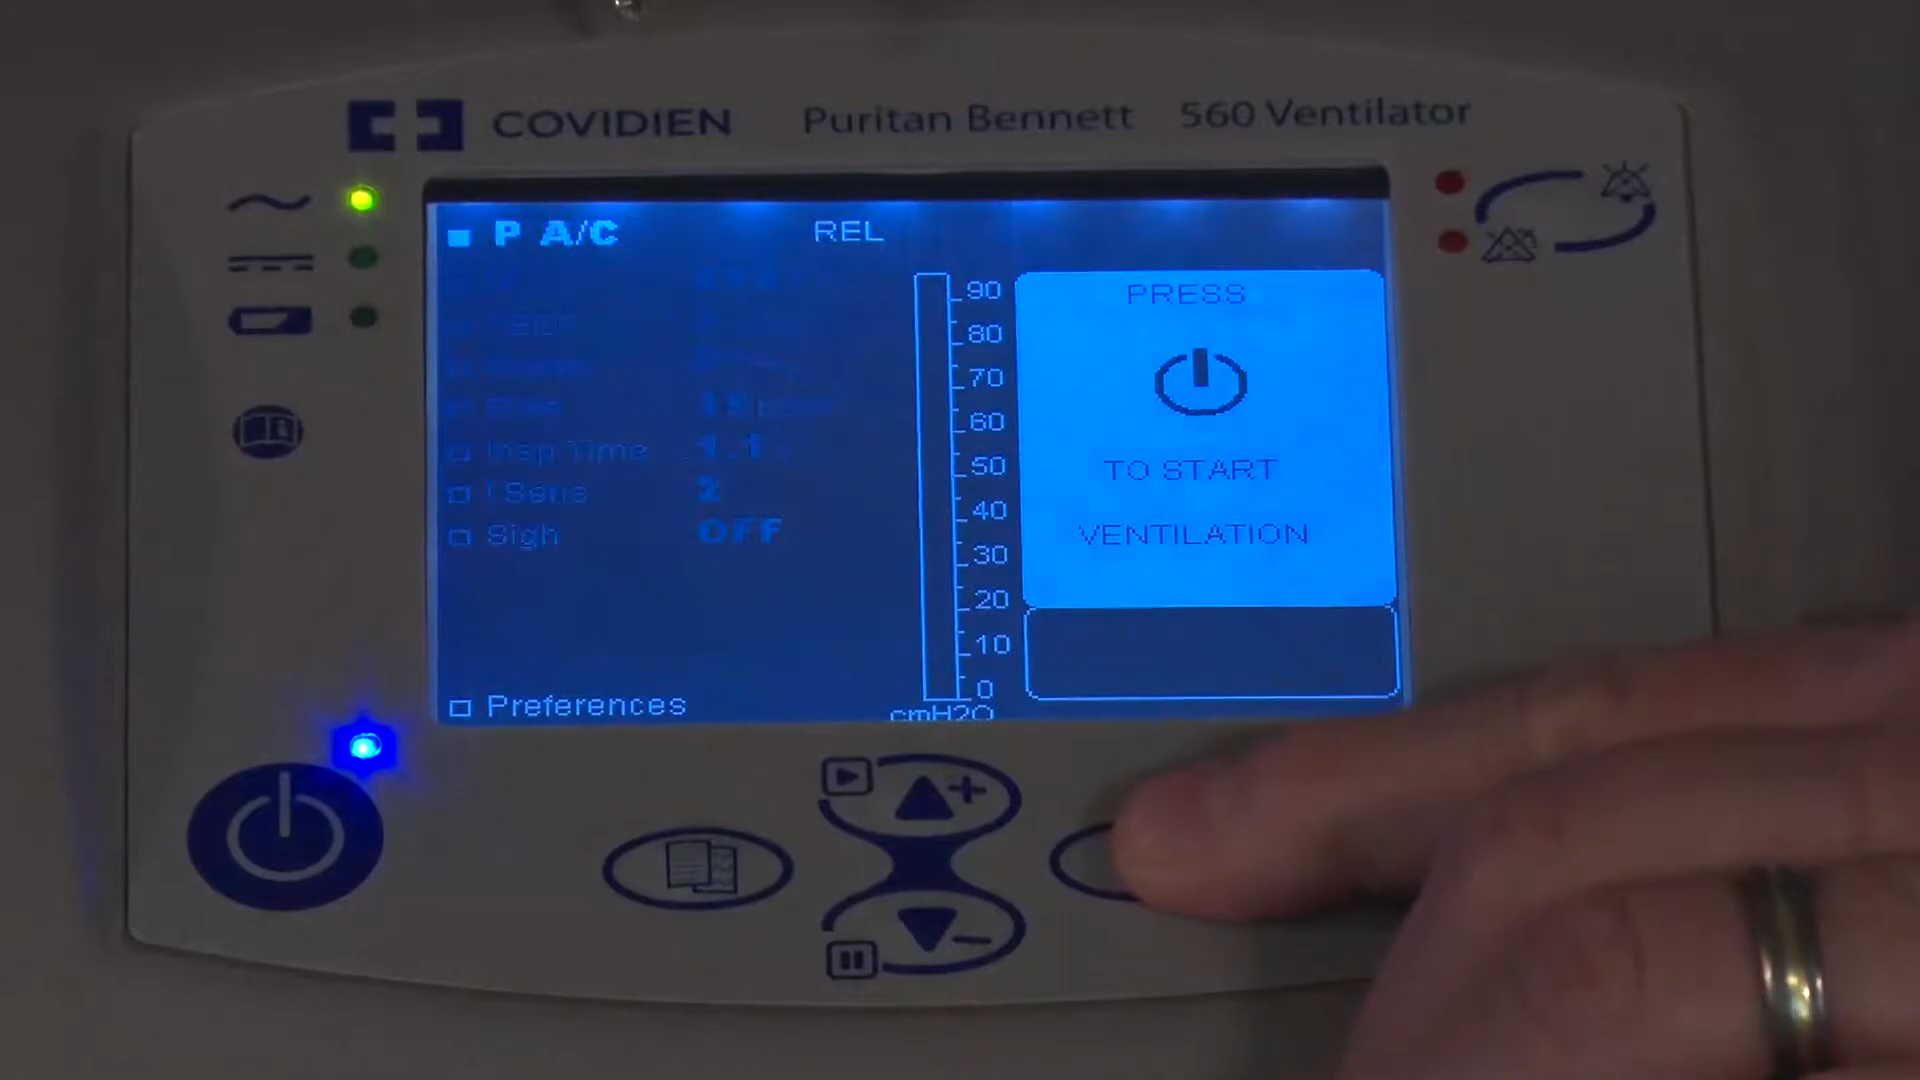 COVIDIEN Puritan Bennett 560 Ventilator
P A/C REL
90
80
70
60
50
40
30
20
10
0
cmH2O
PRESS
TO START
VENTILATION
Rate 15
Insp Time 1.1
I Sens 2
Sigh OFF
Preferences